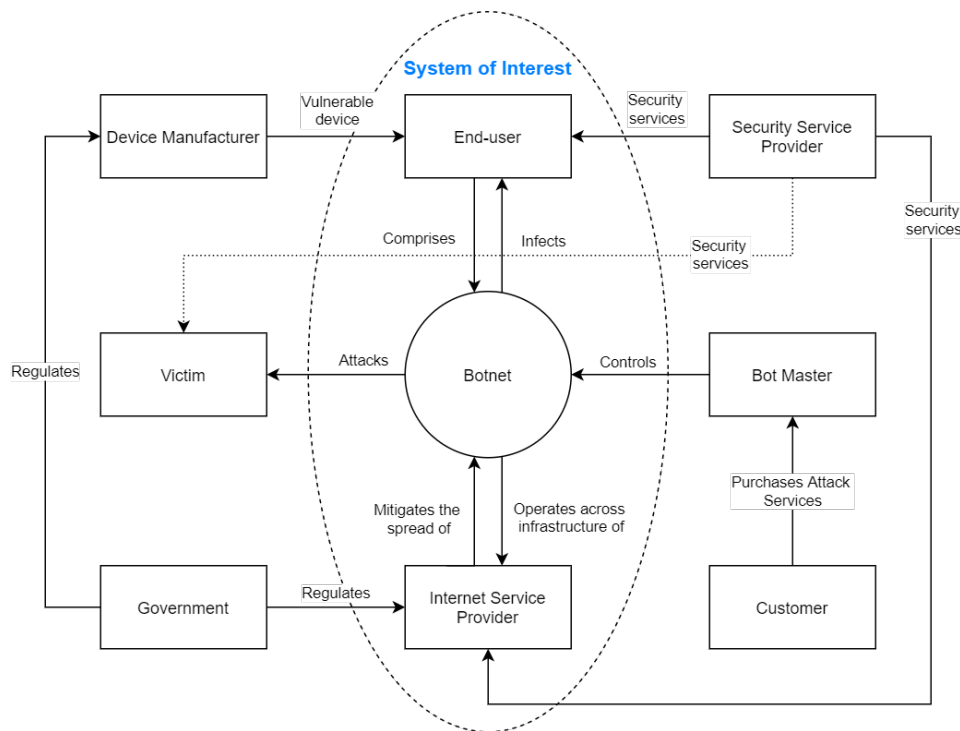 System of Interest
Vulnerable
device
Security
services
Device Manufacturer
End-user
Security Service
Provider
Security
services
Comprises
Infects
Security
services
Regulates
Victim
Attacks
Botnet
Controls
Bot Master
Purchases Attack
Services
Mitigates the
spread of
Operates across
infrastructure of
Government
Regulates
Internet Service
Provider
Customer